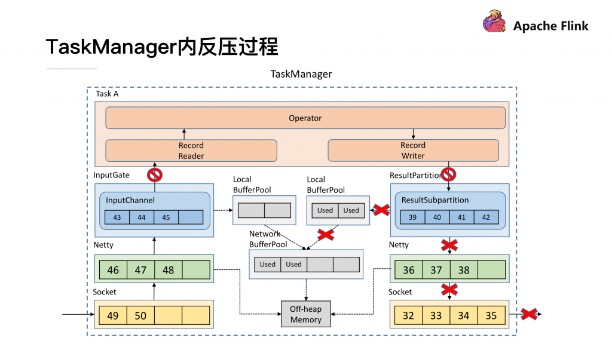 Apache Flink
TaskManager内反压过程
TaskManager
Task A
Operator
Record
Reader
Record
Writer
InputGate
ResultPartition
Local
BufferPool
Local
BufferPool
InputChannel
43 44 45
Used Used
ResultSubpartition
39 40 41 42
Network
BufferPool
Used Used
Netty
46 47 48
Netty
36 37 38
Socket
49 50
Off-heap
Memory
Socket
32 33 34 35